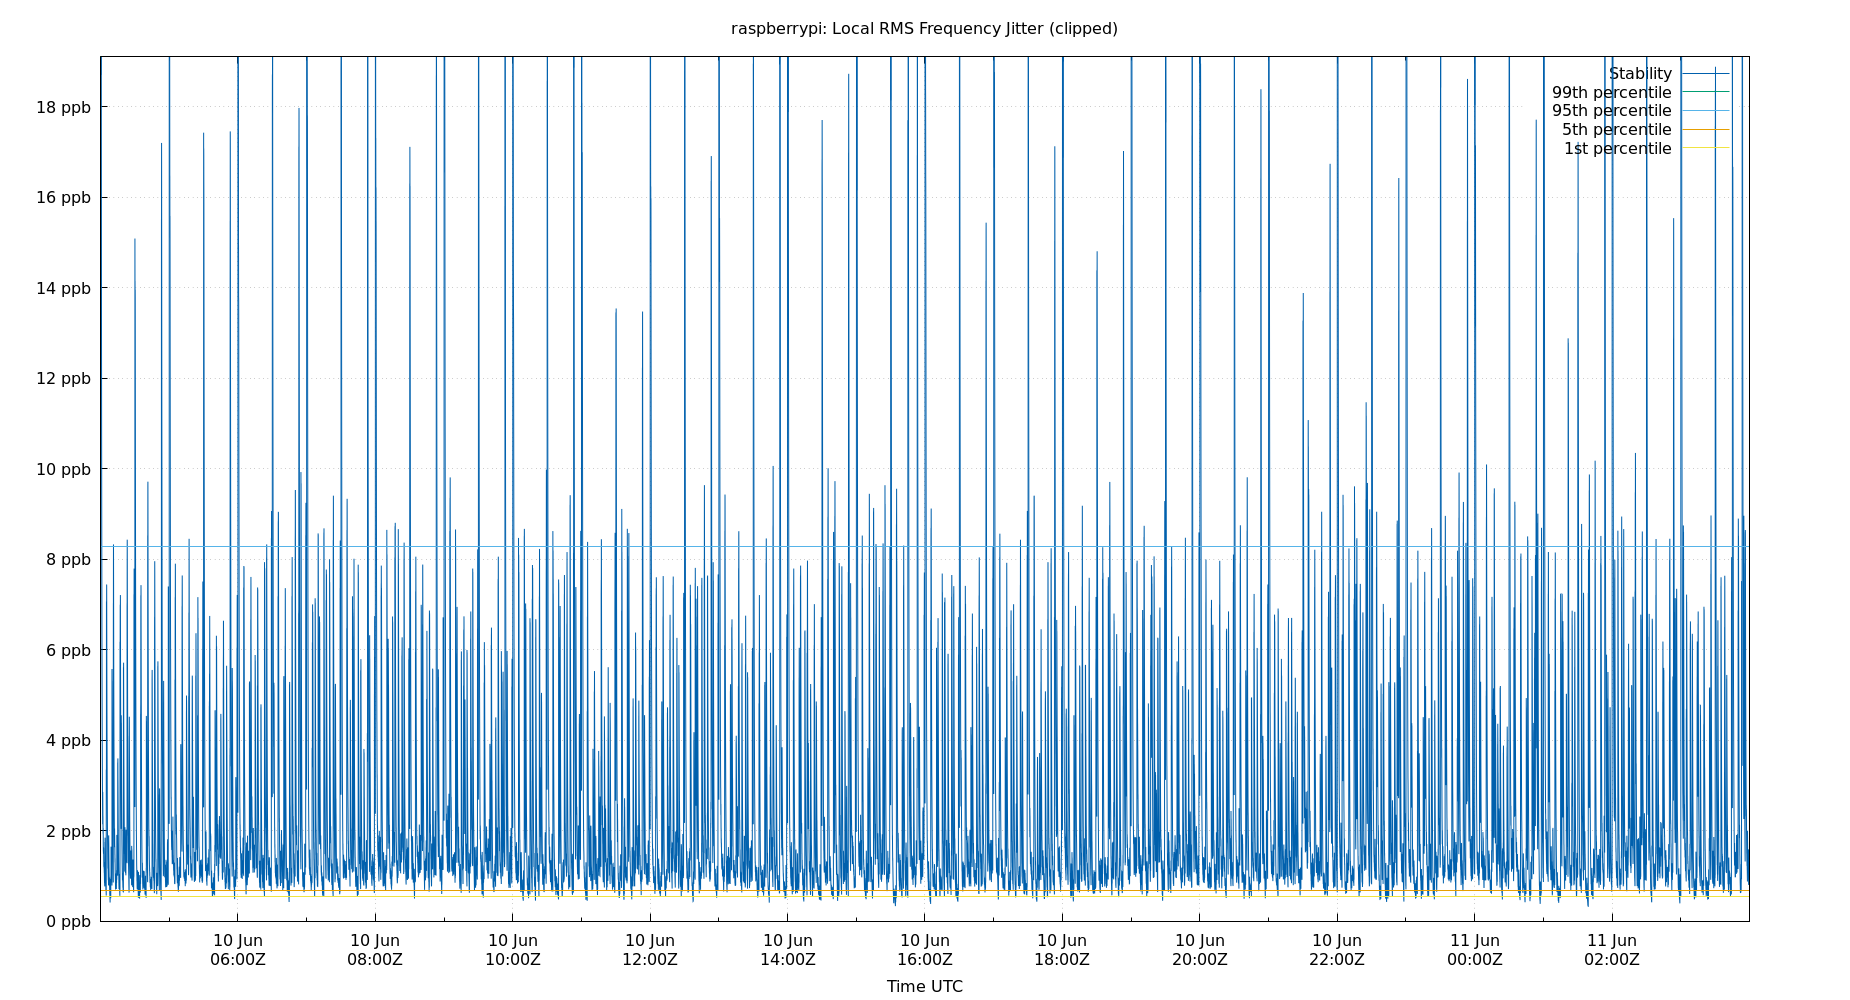 raspberrypi: Local RMS Frequency Jitter (clipped)
Stability
99th percentile
95th percentile
5th percentile
1st percentile
18 ppb
16 ppb
14 ppb
12 ppb
10 ppb
8 ppb
6 ppb
4 ppb
2 ppb
0 ppb
10 Jun 10 Jun 10 Jun 10 Jun 10 Jun 10 Jun 10 Jun 10 Jun 10 Jun 11 Jun 11 Jun
06:00Z 08:00Z 10:00Z 12:00Z 14:00Z 16:00Z 18:00Z 20:00Z 22:00Z 00:00Z 02:00Z
Time UTC